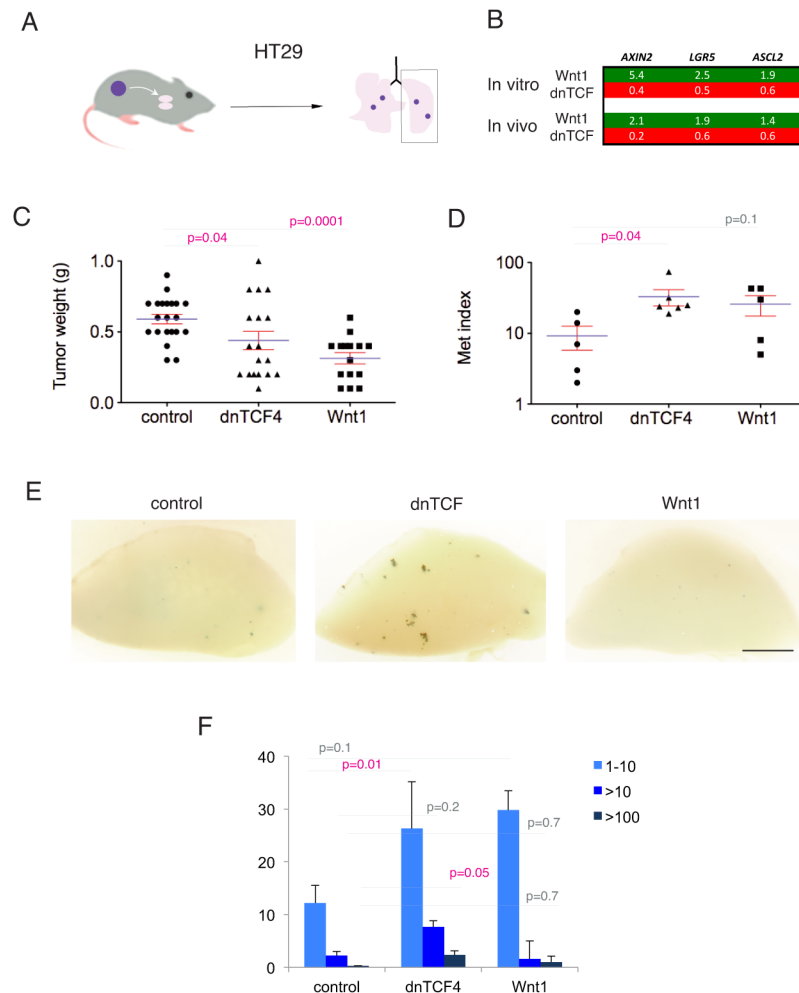 A
HT29
B
AXIN2 LGR5 ASCL2
In vitro Wnt1 5.4 2.5 1.9
dnTCF 0.4 0.5 0.6
In vivo Wnt1 2.1 1.9 1.4
dnTCF 0.2 0.6 0.6
C
p=0.0001
p=0.04
Tumor weight (g)
1.0
0.5
0.0
control dnTCF4 Wnt1
D
p=0.1
p=0.04
Met index
100
10
1
control dnTCF4 Wnt1
E
control dnTCF Wnt1
F
p=0.1
p=0.01
p=0.2
p=0.7
p=0.05
p=0.7
40
30
20
10
0
control dnTCF4 Wnt1
1-10
>10
>100